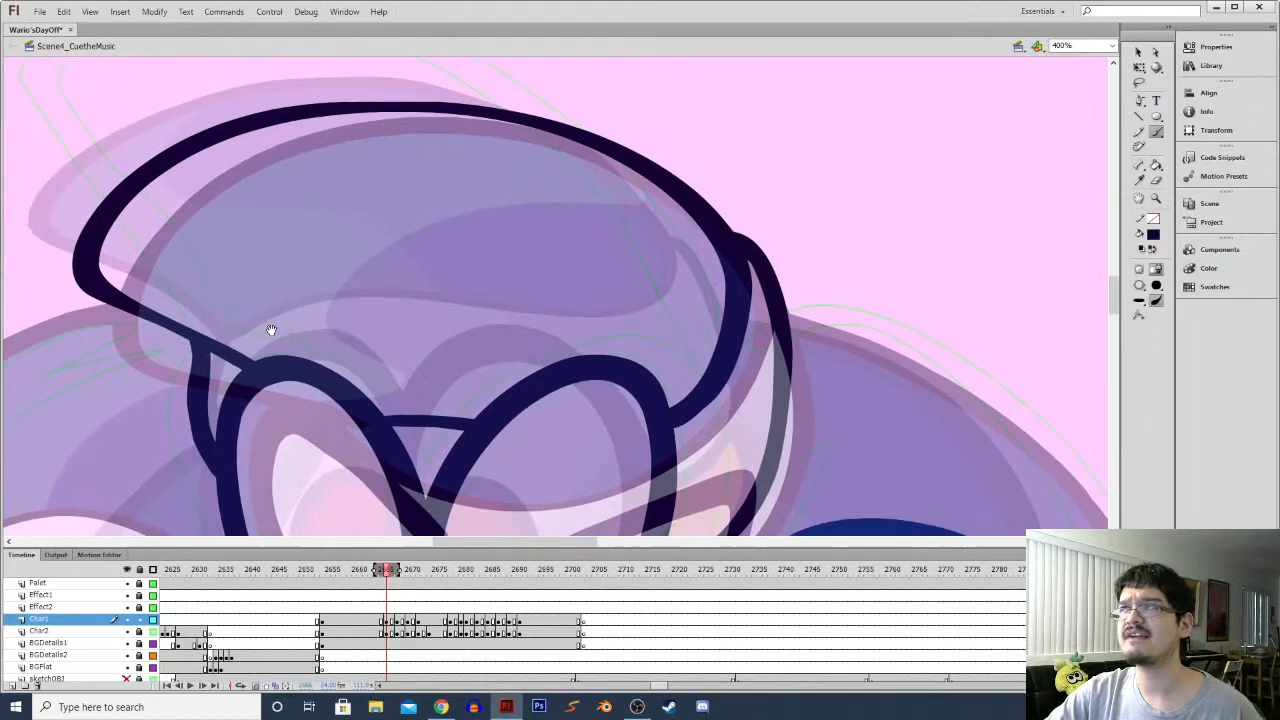 Fl File Edit View Insert Modify Text Commands Control Debug Window Help
Essentials
Wario'sDayOff* ×
Scene4_CuetheMusic
400%
Properties
Library
Align
Info
Transform
Code Snippets
Motion Presets
Scene
Project
Components
Color
Swatches
Timeline Output Motion Editor
2625 2630 2635 2640 2645 2650 2655 2660 2665 2670 2675 2680 2685 2690 2695 2700 2705 2710 2715 2720 2725 2730 2735 2740 2745 2750 2755 2760 2765 2770 2775 2780
Palet
Effect1
Effect2
Char1
Char2
BGDetails1
BGDetails2
BGFlat
sketchOBJ
Type here to search
Fl
Ps